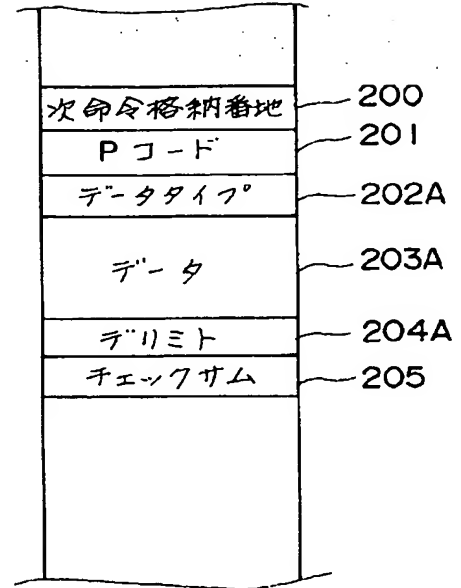 次命令格納番地 200
Pコード 201
データタイプ 202A
データ 203A
デリミト 204A
チェックサム 205